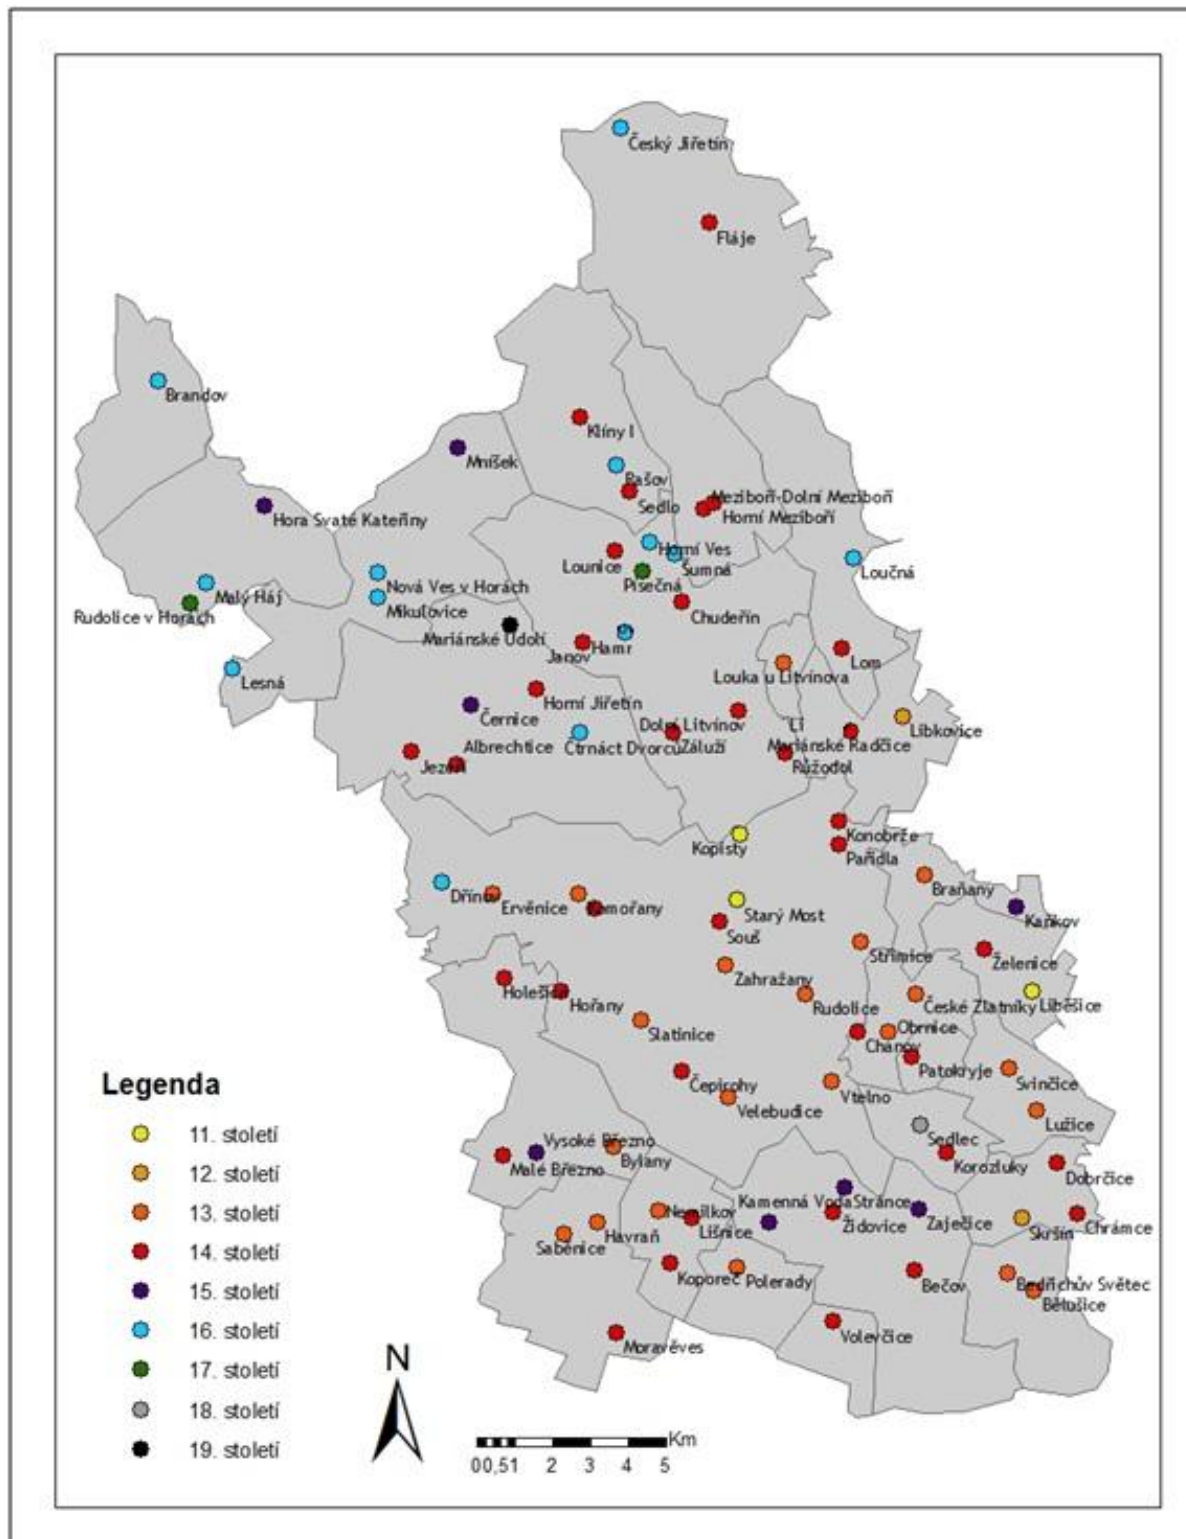 Český Jiřetín
Fláje
Brandov
Klíny I
Mníšek
Rašov
Sedlo
Meziboří-Dolní Meziboří
Horní Meziboří
Hora Svaté Kateřiny
Horní Ves
Lounice
Šumná
Loučná
Písečná
Nová Ves v Horách
Malý Háj
Mikulovice
Rudolice v Horách
Chudeřín
Mariánské Údolí
Hamr
Janov
Lom
Louka u Litvínova
Lesná
Horní Jiřetín
Černice
Dolní Litvínov
Li
Libkovice
Čtrnáct Dvorců
Záluží
Mariánské Radčice
Albrechtice
Jezeří
Růžodol
Konobrže
Kopisty
Pařidla
Braňany
Dřínov
Ervěnice
Komořany
Starý Most
Kaňkov
Souš
Střimice
Želenice
Zahražany
Holešice
Hořany
Rudolice
České Zlatníky
Liběšice
Slatinice
Obrnice
Chanov
Patokryje
Svinčice
Čepirohy
Velebudice
Vtelno
Lužice
Sedlec
Vysoké Březno
Bylany
Malé Březno
Korozluky
Dobrčice
Kamenná Voda
Stránce
Nemilkov
Lišnice
Židovice
Zaječice
Skršín
Chrámce
Havraň
Saběnice
Koporeč
Polerady
Bečov
Bedřichův Světec
Bělušice
Volevčice
Moravěves
Legenda
11. století
12. století
13. století
14. století
15. století
16. století
17. století
18. století
19. století
N
Km
0 0,5 1 2 3 4 5